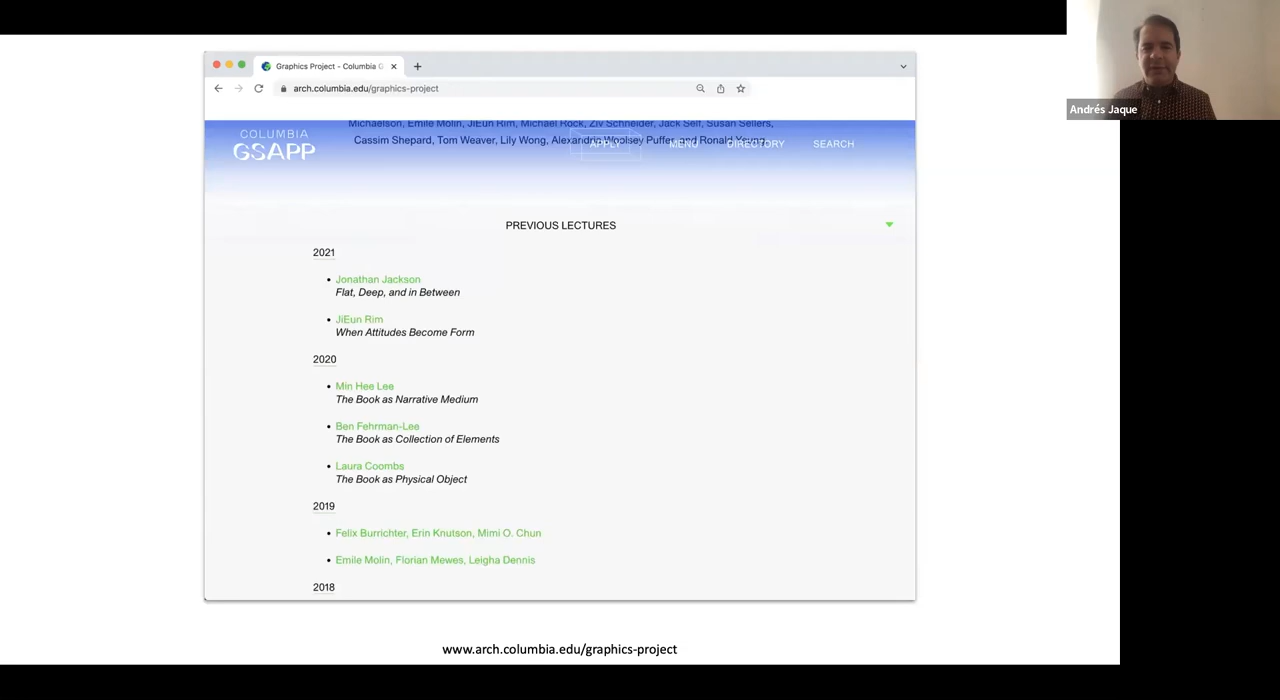 Graphics Project - Columbia G
arch.columbia.edu/graphics-project
Michaelson, Emile Molin, JiEun Rim, Michael Rock, Ziv Schneider, Jack Self, Susan Sellers,
Cassim Shepard, Tom Weaver, Lily Wong, Alexandria Woolsey Puffer, and Ronald Yeung.
COLUMBIA
GSAPP
APPLY
MENU
DIRECTORY
SEARCH
PREVIOUS LECTURES
2021
Jonathan Jackson
Flat, Deep, and in Between
JiEun Rim
When Attitudes Become Form
2020
Min Hee Lee
The Book as Narrative Medium
Ben Fehrman-Lee
The Book as Collection of Elements
Laura Coombs
The Book as Physical Object
2019
Felix Burrichter, Erin Knutson, Mimi O. Chun
Emile Molin, Florian Mewes, Leigha Dennis
2018
www.arch.columbia.edu/graphics-project
Andrés Jaque